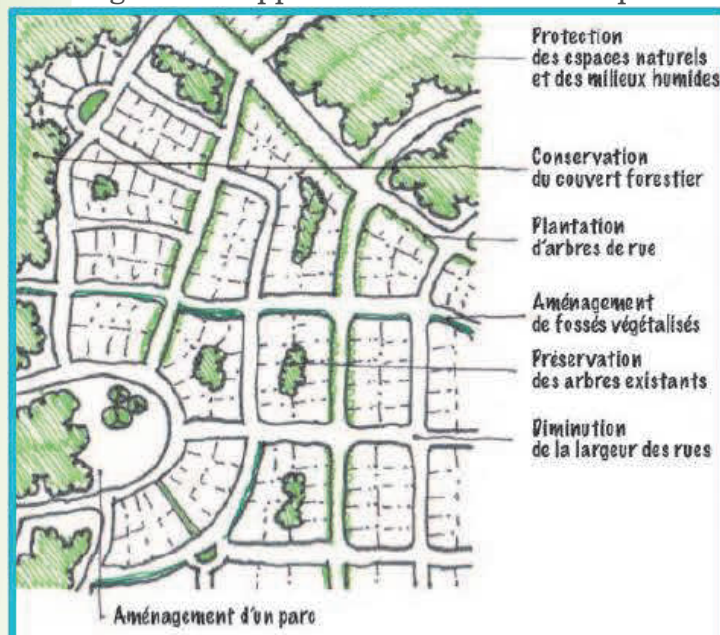 Protection
des espaces naturels
et des milieux humides
Conservation
du couvert forestier
Plantation
d'arbres de rue
Aménagement
de fossés végétalisés
Préservation
des arbres existants
Diminution
de la largeur des rues
Aménagement d'un parc